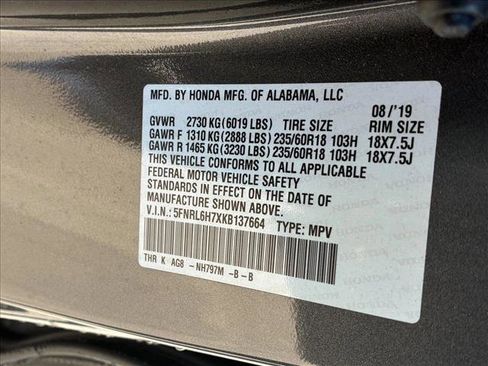 MFD. BY HONDA MFG. OF ALABAMA, LLC 08/'19
GVWR 2730 KG(6019 LBS) TIRE SIZE RIM SIZE
GAWR F 1310 KG(2888 LBS)235/60R18 103H 18X7.5J
GAWR R 1465 KG(3230 LBS)235/60R18 103H 18X7.5J
THIS VEHICLE CONFORMS TO ALL APPLICABLE
FEDERAL MOTOR VEHICLE SAFETY
STANDARDS IN EFFECT ON THE DATE OF
MANUFACTURE SHOWN ABOVE.
V.I.N.: 5FNRL6H7XKB137664 TYPE: MPV
THR K AG8 -NH797M -B-B